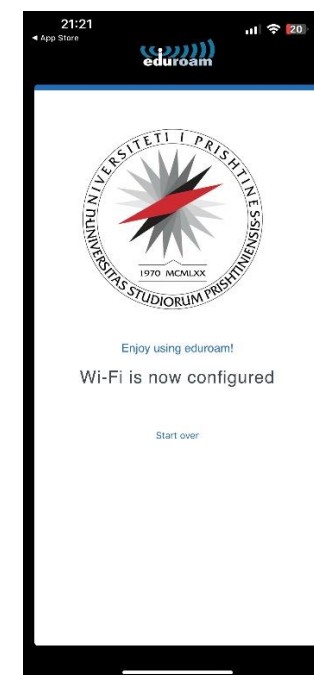 21:21
◀ App Store
20
eduroam
UNIVERSITETI I PRISHTINËS
UNIVERSITAS STUDIORUM PRISHTINIENSIS
1970 MCMLXX
Enjoy using eduroam!
Wi-Fi is now configured
Start over